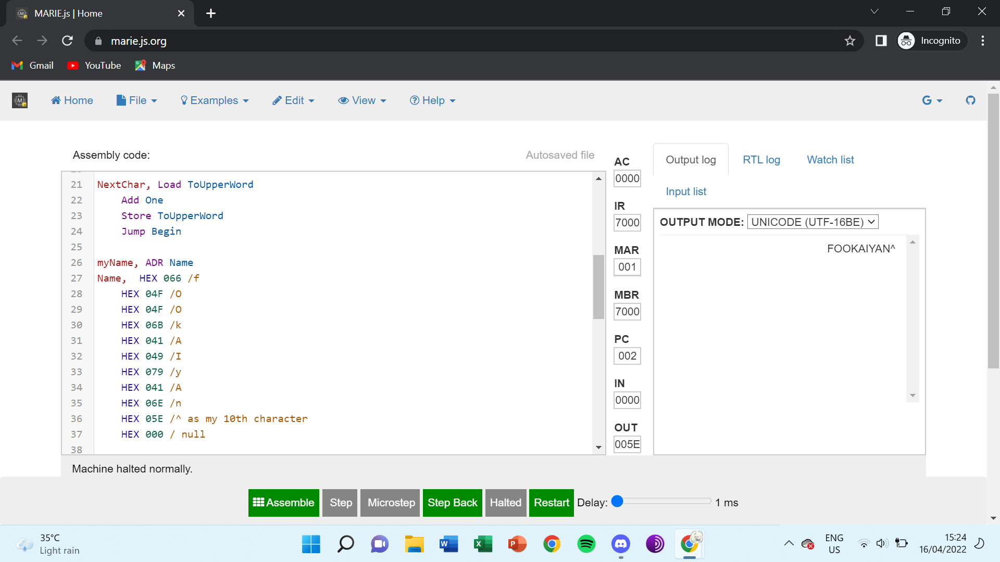 MARIE.js | Home
marie.js.org
Incognito
Gmail YouTube Maps
Home File Examples Edit View Help
G
Assembly code:
Autosaved file
21 NextChar, Load ToUpperWord
22 Add One
23 Store ToUpperWord
24 Jump Begin
25
26 myName, ADR Name
27 Name, HEX 066 /f
28 HEX 04F /O
29 HEX 04F /O
30 HEX 06B /k
31 HEX 041 /A
32 HEX 049 /I
33 HEX 079 /y
34 HEX 041 /A
35 HEX 06E /n
36 HEX 05E /^ as my 10th character
37 HEX 000 / null
38
AC
0000
IR
7000
MAR
001
MBR
7000
PC
002
IN
0000
OUT
005E
Output log RTL log Watch list
Input list
OUTPUT MODE: UNICODE (UTF-16BE)
FOOKAIYAN^
Machine halted normally.
Assemble Step Microstep Step Back Halted Restart Delay: 1 ms
35°C
Light rain
ENG
US
15:24
16/04/2022